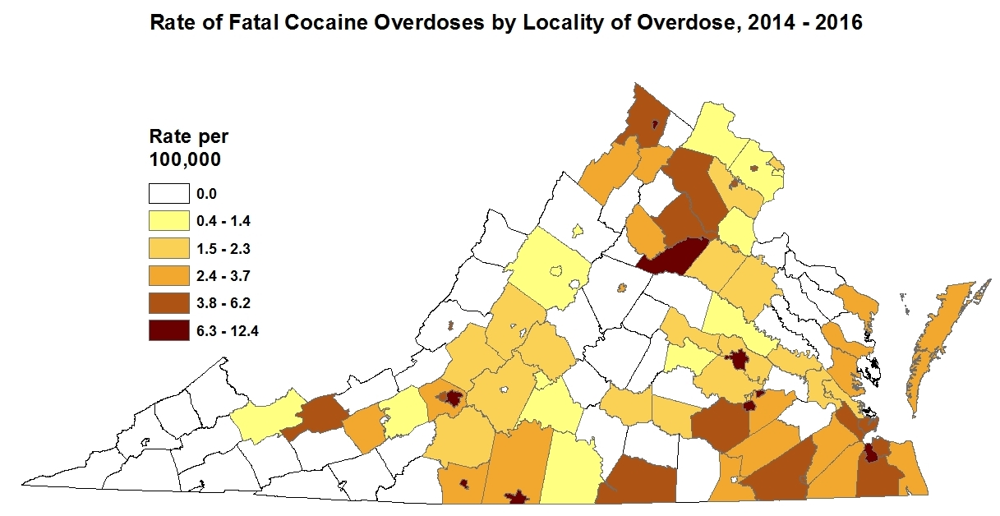 Rate of Fatal Cocaine Overdoses by Locality of Overdose, 2014 - 2016
Rate per
100,000
0.0
0.4 - 1.4
1.5 - 2.3
2.4 - 3.7
3.8 - 6.2
6.3 - 12.4